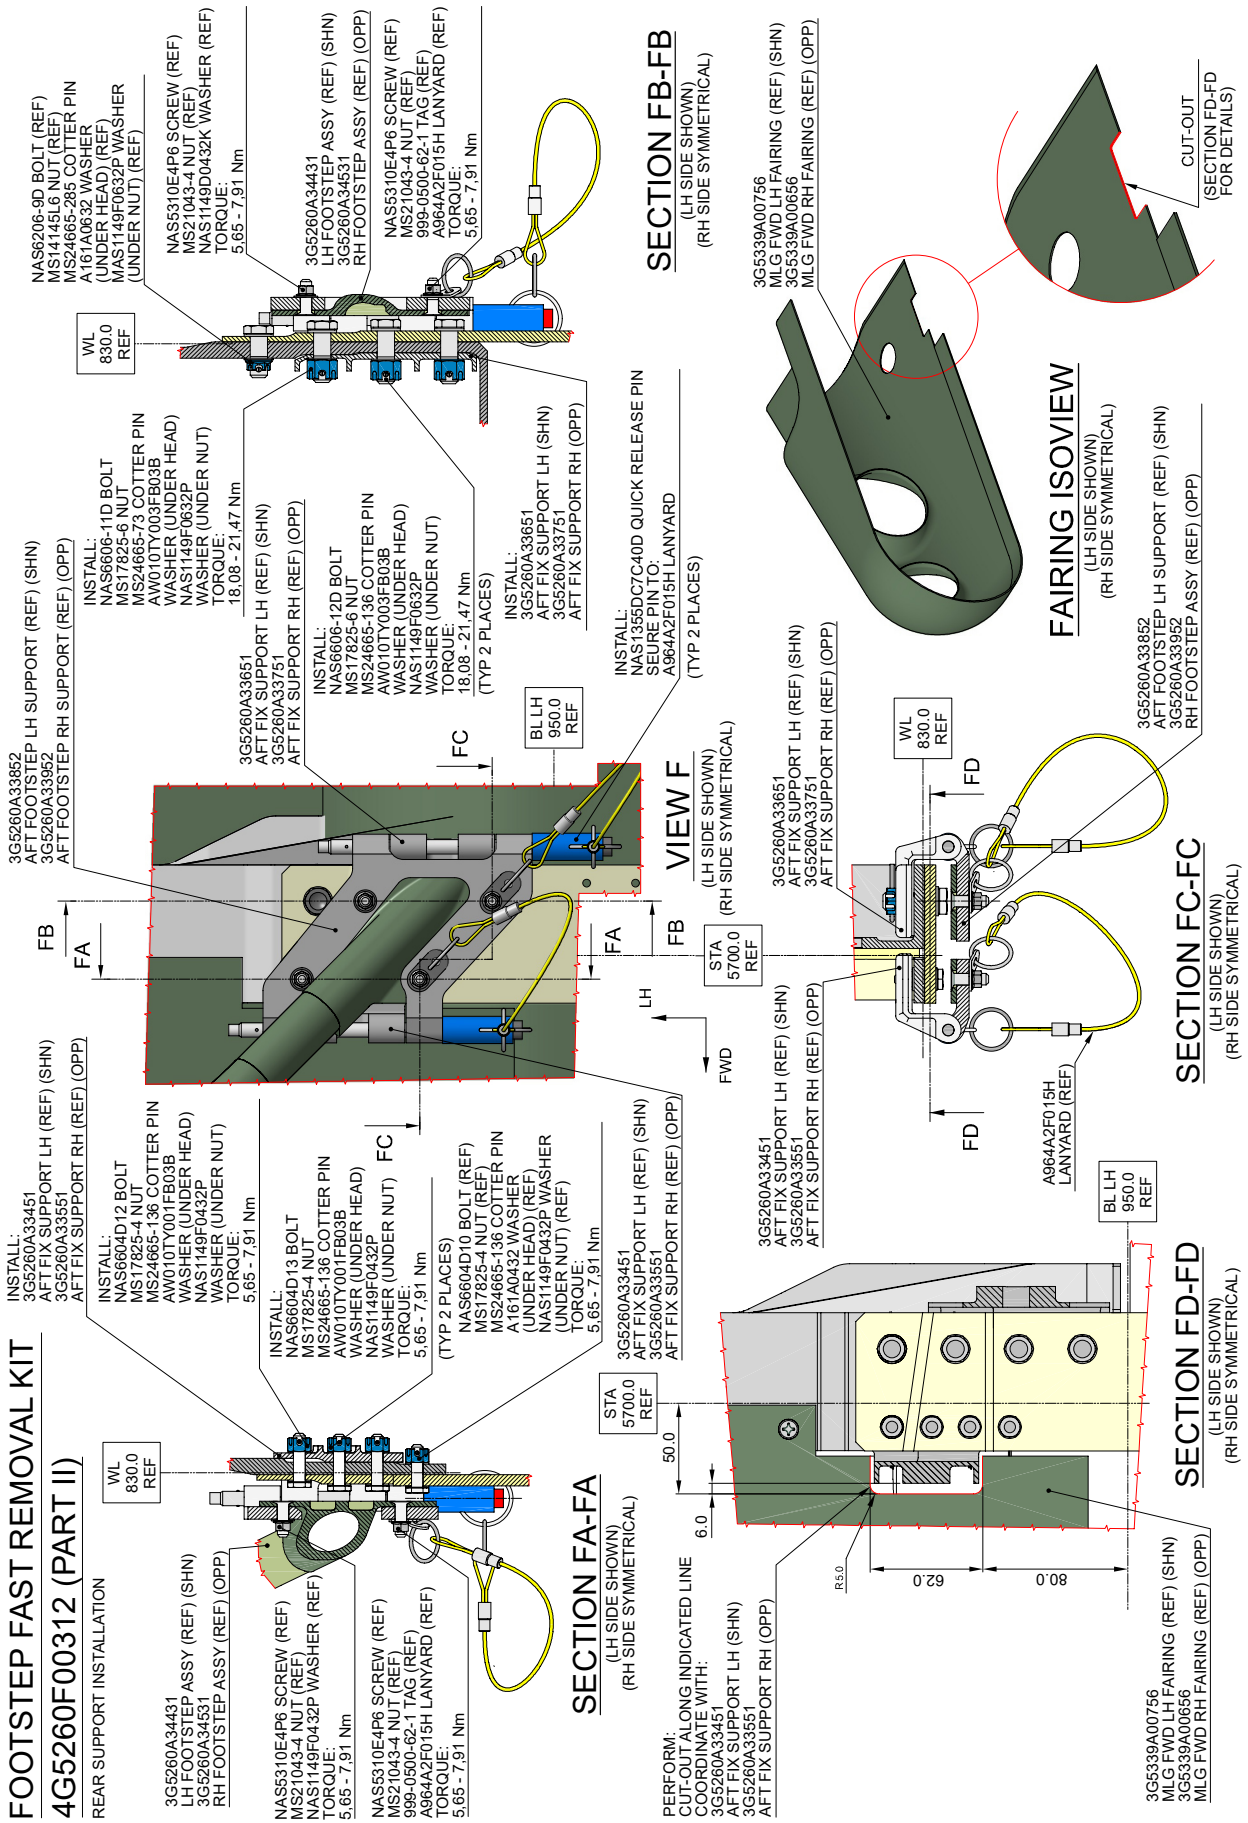 FOOTSTEP FAST REMOVAL KIT
4G5260F00312 (PART II)
REAR SUPPORT INSTALLATION
3G5260A34431
LH FOOTSTEP ASSY (REF) (SHN)
3G5260A34531
RH FOOTSTEP ASSY (REF) (OPP)
NAS5310E4P6 SCREW (REF)
MS21043-4 NUT (REF)
NAS1149F0432P WASHER (REF)
TORQUE:
5,65 - 7,91 Nm
NAS5310E4P6 SCREW (REF)
MS21043-4 NUT (REF)
999-0500-62-1 TAG (REF)
A964A2F015H LANYARD (REF)
TORQUE:
5,65 - 7,91 Nm
WL
830.0
REF
INSTALL:
3G5260A33451
AFT FIX SUPPORT LH (REF) (SHN)
3G5260A33551
AFT FIX SUPPORT RH (REF) (OPP)
INSTALL:
NAS6604D12 BOLT
MS17825-4 NUT
MS24665-136 COTTER PIN
AW010TY001FB03B
WASHER (UNDER HEAD)
NAS1149F0432P
WASHER (UNDER NUT)
TORQUE:
5,65 - 7,91 Nm
INSTALL:
NAS6604D13 BOLT
MS17825-4 NUT
MS24665-136 COTTER PIN
AW010TY001FB03B
WASHER (UNDER HEAD)
NAS1149F0432P
WASHER (UNDER NUT)
TORQUE:
5,65 - 7,91 Nm
(TYP 2 PLACES)
NAS6604D10 BOLT (REF)
MS17825-4 NUT (REF)
MS24665-136 COTTER PIN
A161A0432 WASHER
(UNDER HEAD) (REF)
NAS1149F0432P WASHER
(UNDER NUT) (REF)
TORQUE:
5,65 - 7,91 Nm
3G5260A33451
AFT FIX SUPPORT LH (REF) (SHN)
3G5260A33551
AFT FIX SUPPORT RH (REF) (OPP)
SECTION FA-FA
(LH SIDE SHOWN)
(RH SIDE SYMMETRICAL)
3G5260A33852
AFT FOOTSTEP LH SUPPORT (REF) (SHN)
3G5260A33952
AFT FOOTSTEP RH SUPPORT (REF) (OPP)
FB
FA
FC
FC
FA
FB
LH
FWD
3G5260A33651
AFT FIX SUPPORT LH (REF) (SHN)
3G5260A33751
AFT FIX SUPPORT RH (REF) (OPP)
BL LH
950.0
REF
STA
5700.0
REF
VIEW F
(LH SIDE SHOWN)
(RH SIDE SYMMETRICAL)
INSTALL:
NAS6606-11D BOLT
MS17825-6 NUT
MS24665-73 COTTER PIN
AW010TY003FB03B
WASHER (UNDER HEAD)
NAS1149F0632P
WASHER (UNDER NUT)
TORQUE:
18,08 - 21,47 Nm
INSTALL:
NAS6606-12D BOLT
MS17825-6 NUT
MS24665-136 COTTER PIN
AW010TY003FB03B
WASHER (UNDER HEAD)
NAS1149F0632P
WASHER (UNDER NUT)
TORQUE:
18,08 - 21,47 Nm
(TYP 2 PLACES)
INSTALL:
3G5260A33651
AFT FIX SUPPORT LH (SHN)
3G5260A33751
AFT FIX SUPPORT RH (OPP)
INSTALL:
NAS1355DC7C40D QUICK RELEASE PIN
SEURE PIN TO:
A964A2F015H LANYARD
(TYP 2 PLACES)
WL
830.0
REF
NAS6206-9D BOLT (REF)
MS14145L6 NUT (REF)
MS24665-285 COTTER PIN
A161A0632 WASHER
(UNDER HEAD) (REF)
MAS1149F0632P WASHER
(UNDER NUT) (REF)
NAS5310E4P6 SCREW (REF)
MS21043-4 NUT (REF)
NAS1149D0432K WASHER (REF)
TORQUE:
5,65 - 7,91 Nm
3G5260A34431
LH FOOTSTEP ASSY (REF) (SHN)
3G5260A34531
RH FOOTSTEP ASSY (REF) (OPP)
NAS5310E4P6 SCREW (REF)
MS21043-4 NUT (REF)
999-0500-62-1 TAG (REF)
A964A2F015H LANYARD (REF)
TORQUE:
5,65 - 7,91 Nm
SECTION FB-FB
(LH SIDE SHOWN)
(RH SIDE SYMMETRICAL)
PERFORM:
CUT-OUT ALONG INDICATED LINE
COORDINATE WITH:
3G5260A33451
AFT FIX SUPPORT LH (SHN)
3G5260A33551
AFT FIX SUPPORT RH (OPP)
STA
5700.0
REF
50.0
6.0
R5.0
62.0
80.0
BL LH
950.0
REF
3G5339A00756
MLG FWD LH FAIRING (REF) (SHN)
3G5339A00656
MLG FWD RH FAIRING (REF) (OPP)
SECTION FD-FD
(LH SIDE SHOWN)
(RH SIDE SYMMETRICAL)
3G5260A33451
AFT FIX SUPPORT LH (REF) (SHN)
3G5260A33551
AFT FIX SUPPORT RH (REF) (OPP)
3G5260A33651
AFT FIX SUPPORT LH (REF) (SHN)
3G5260A33751
AFT FIX SUPPORT RH (REF) (OPP)
WL
830.0
REF
FD
FD
A964A2F015H
LANYARD (REF)
3G5260A33852
AFT FOOTSTEP LH SUPPORT (REF) (SHN)
3G5260A33952
RH FOOTSTEP ASSY (REF) (OPP)
SECTION FC-FC
(LH SIDE SHOWN)
(RH SIDE SYMMETRICAL)
3G5339A00756
MLG FWD LH FAIRING (REF) (SHN)
3G5339A00656
MLG FWD RH FAIRING (REF) (OPP)
FAIRING ISOVIEW
(LH SIDE SHOWN)
(RH SIDE SYMMETRICAL)
CUT-OUT
(SECTION FD-FD
FOR DETAILS)